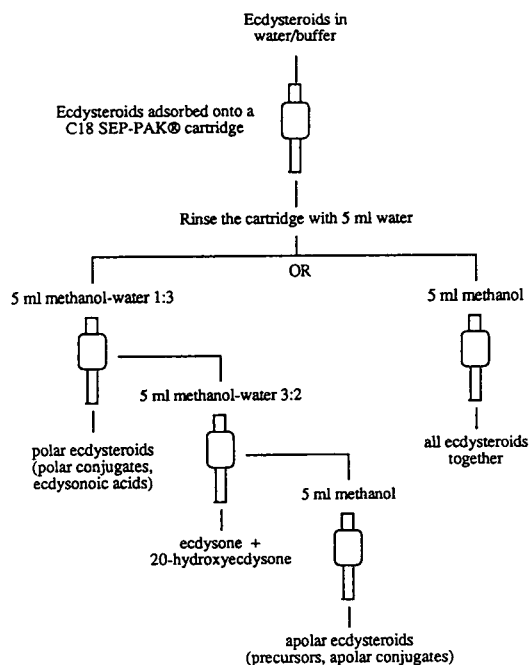 Ecdysteroids in
water/buffer
Ecdysteroids adsorbed onto a
C18 SEP-PAK® cartridge
Rinse the cartridge with 5 ml water
OR
5 ml methanol-water 1:3
5 ml methanol
5 ml methanol-water 3:2
polar ecdysteroids
(polar conjugates,
ecdysonoic acids)
all ecdysteroids
together
5 ml methanol
ecdysone +
20-hydroxyecdysone
apolar ecdysteroids
(precursors, apolar conjugates)